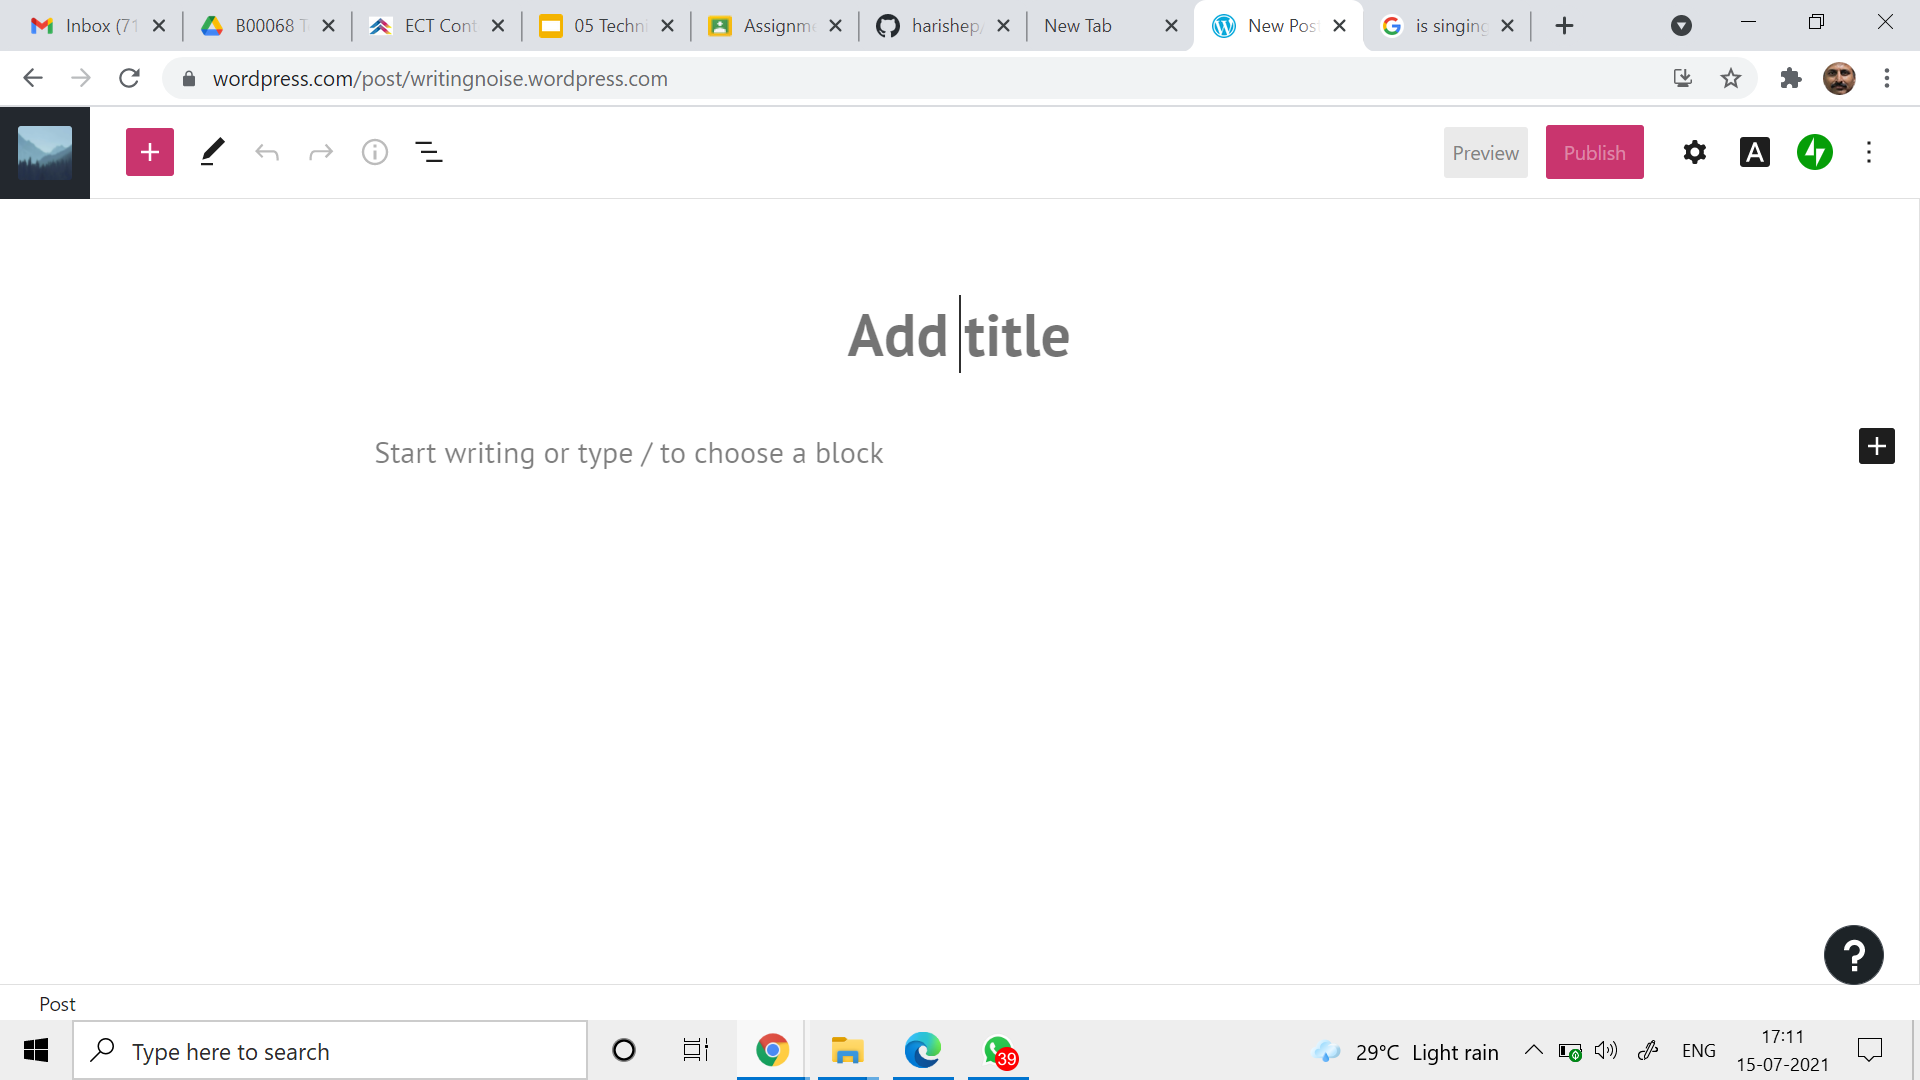 Inbox (71
B00068 T
ECT Cont
05 Techni
Assignme
harishep/
New Tab
New Post
is singing
wordpress.com/post/writingnoise.wordpress.com
Preview
Publish
A
Add title
Start writing or type / to choose a block
?
Post
Type here to search
39
29°C Light rain
ENG
17:11
15-07-2021